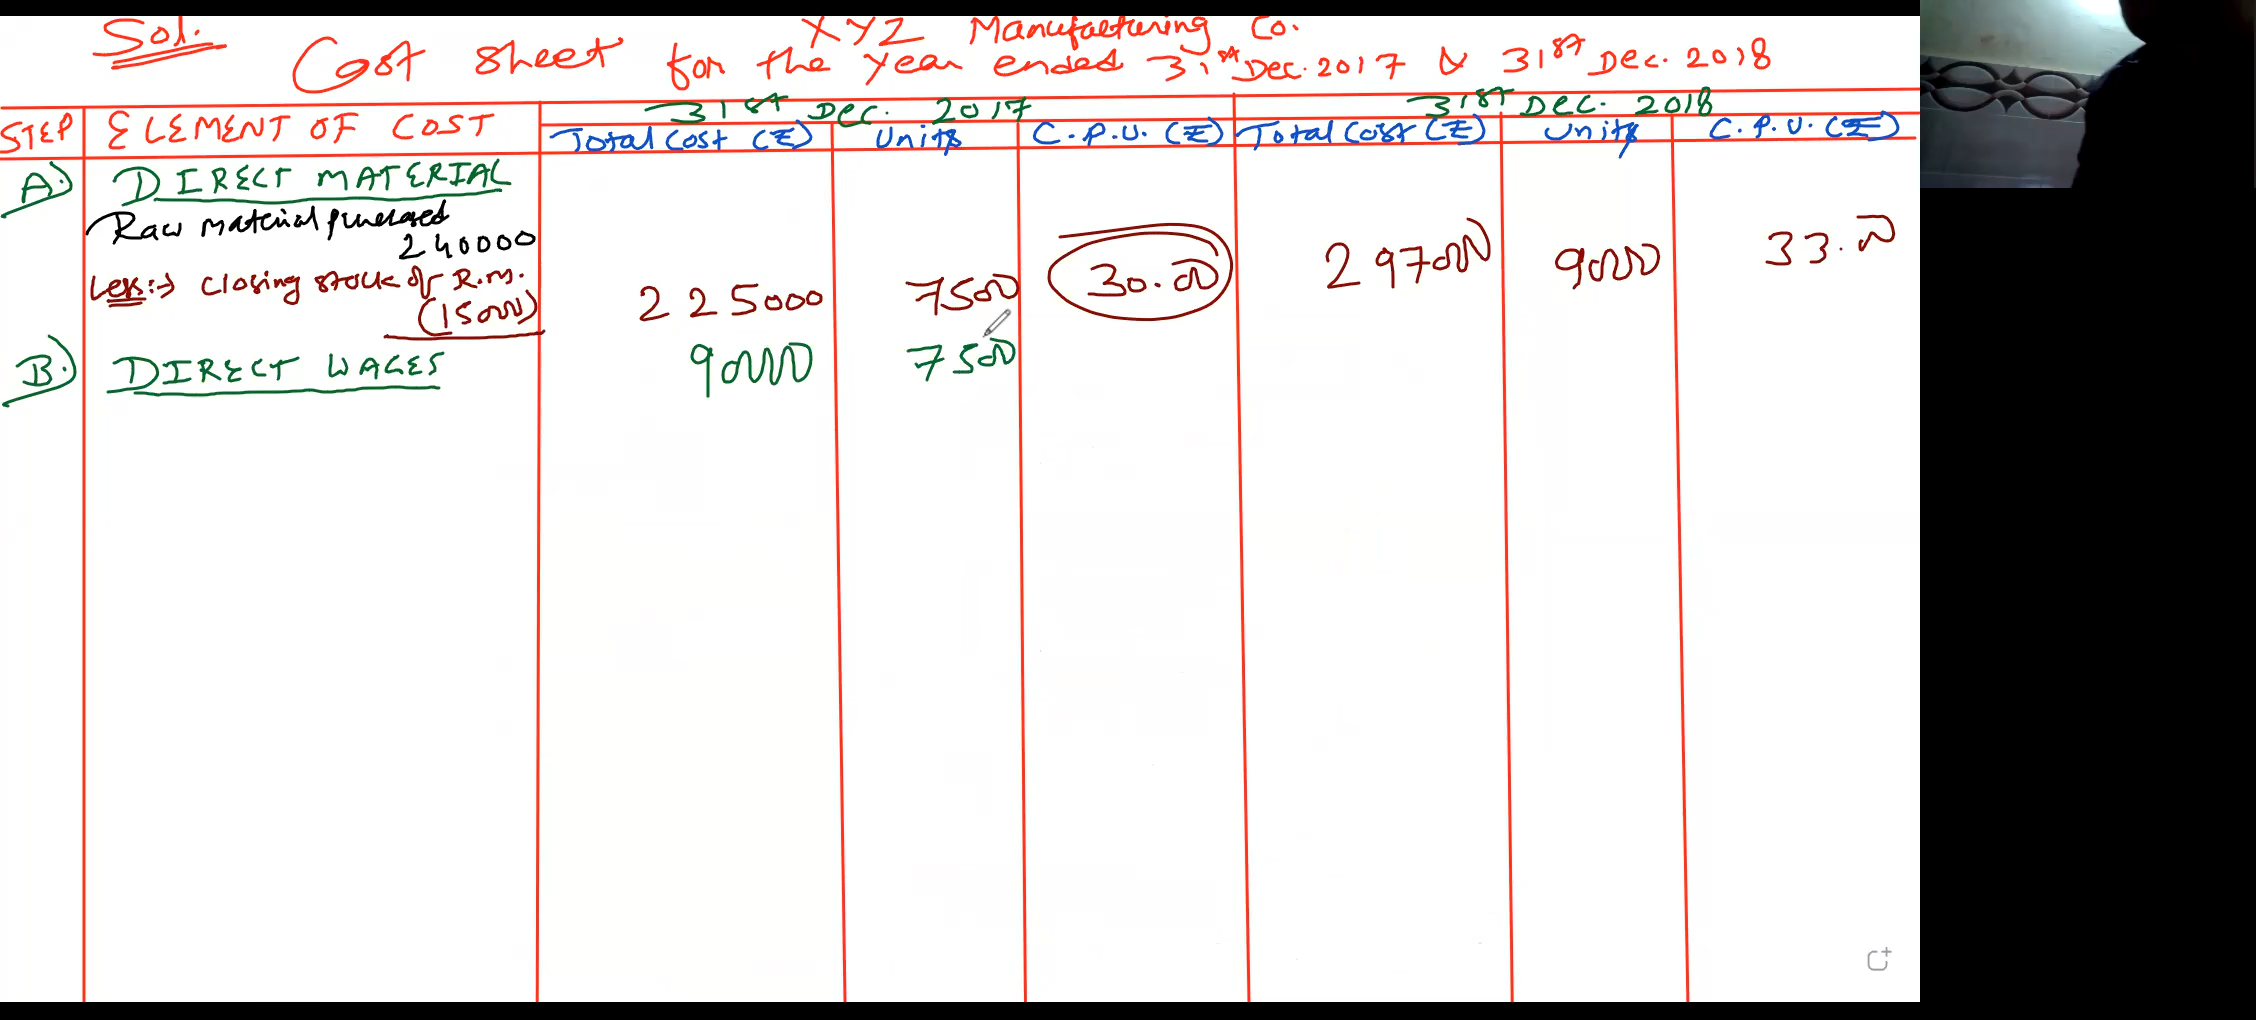 Sol.
XYZ Manufacturing Co.
Cost sheet for the year ended 31st Dec. 2017 & 31st Dec. 2018
STEP ELEMENT OF COST 31st Dec. 2017 31st Dec. 2018
Total Cost (₹) Units C.P.U. (₹) Total Cost (₹) Units C.P.U. (₹)
A.) DIRECT MATERIAL
Raw material purchased
240000
Less:→ closing stock of R.M.
(15000) 225000 7500 30.00 297000 9000 33.00
B.) DIRECT WAGES 90000 7500